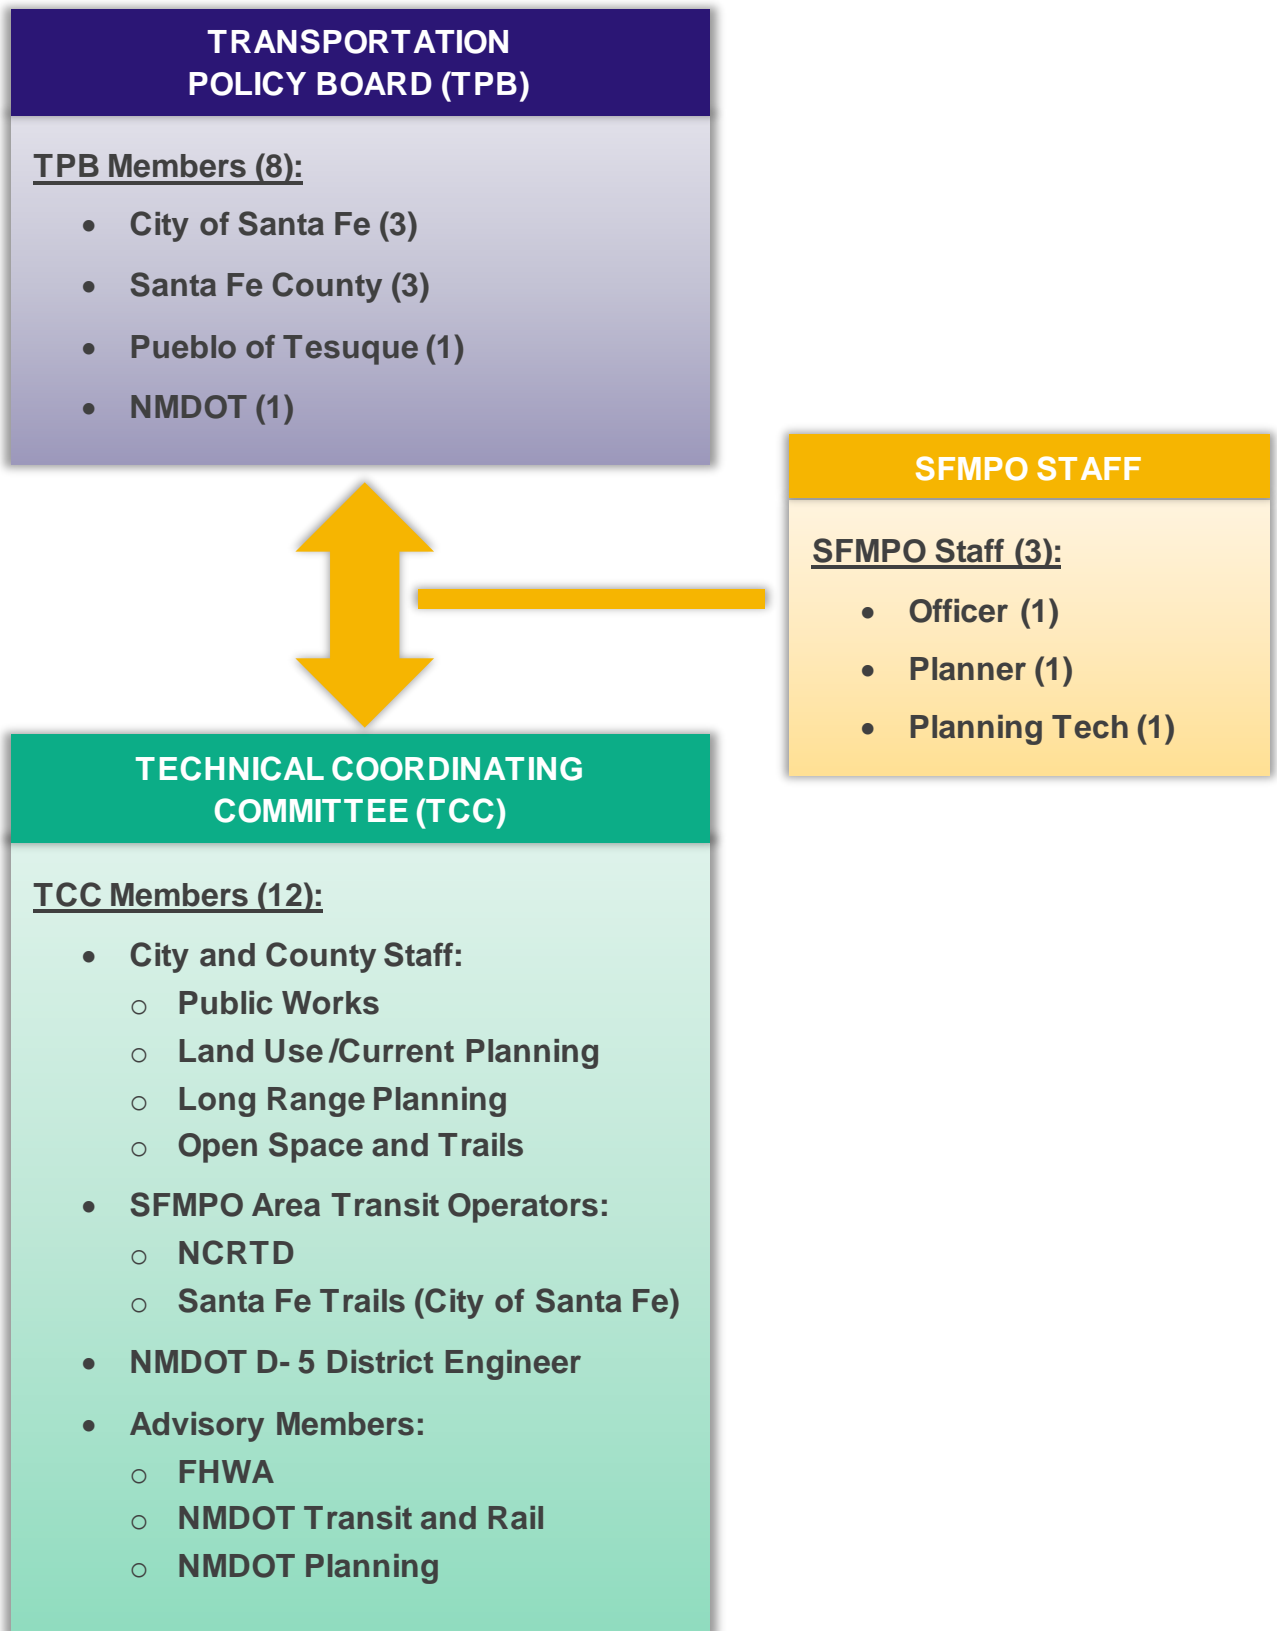 TRANSPORTATION
POLICY BOARD (TPB)
TPB Members (8):
• City of Santa Fe (3)
• Santa Fe County (3)
• Pueblo of Tesuque (1)
• NMDOT (1)
SFMPO STAFF
SFMPO Staff (3):
• Officer (1)
• Planner (1)
• Planning Tech (1)
TECHNICAL COORDINATING
COMMITTEE (TCC)
TCC Members (12):
• City and County Staff:
o Public Works
o Land Use /Current Planning
o Long Range Planning
o Open Space and Trails
• SFMPO Area Transit Operators:
o NCRTD
o Santa Fe Trails (City of Santa Fe)
• NMDOT D- 5 District Engineer
• Advisory Members:
o FHWA
o NMDOT Transit and Rail
o NMDOT Planning